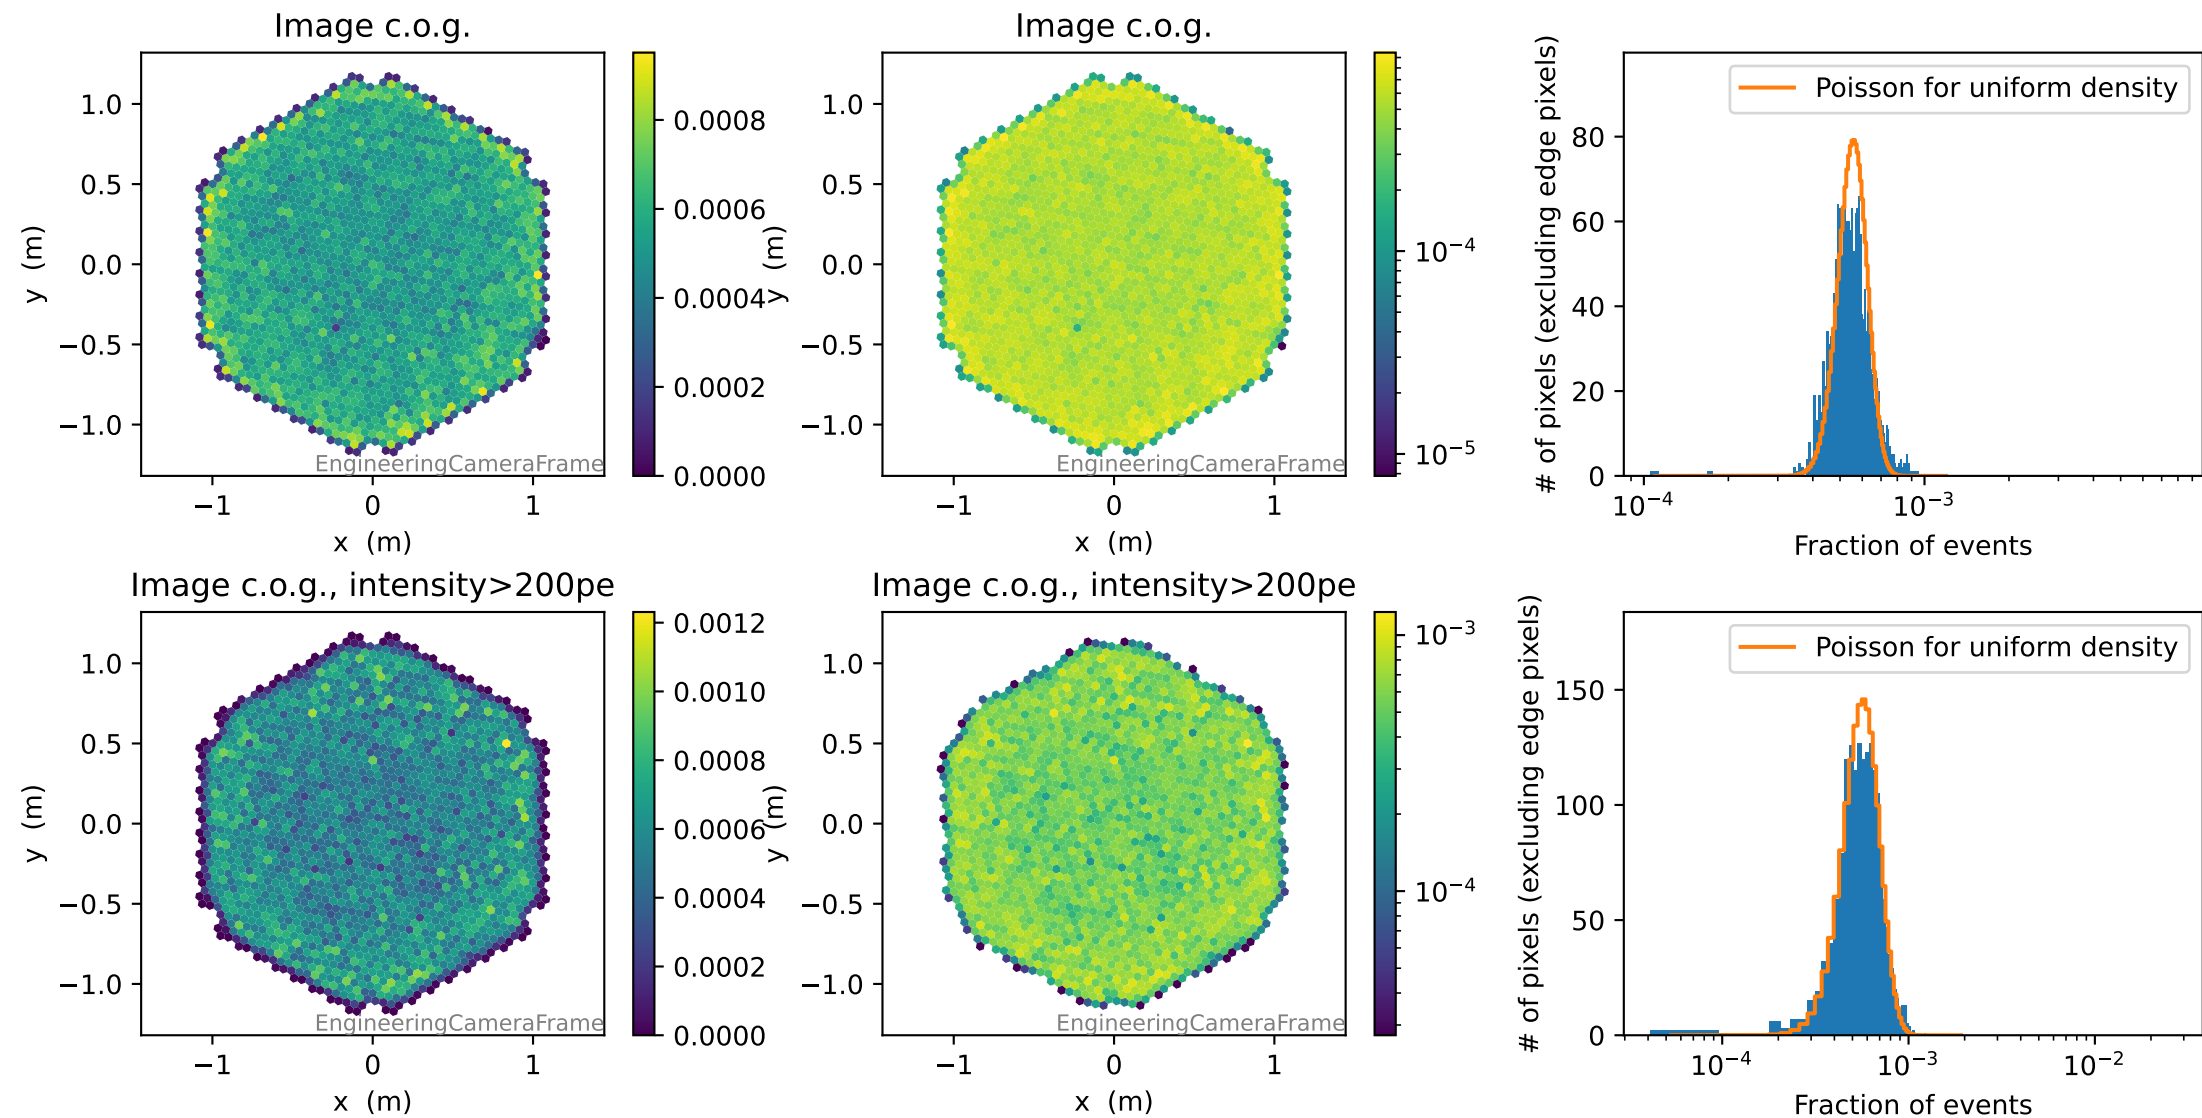 Image c.o.g.
1.0
0.5
0.0
−0.5
−1.0
y (m)
−1
0
1
x (m)
EngineeringCameraFrame
0.0008
0.0006
0.0004
0.0002
0.0000
Image c.o.g.
1.0
0.5
0.0
−0.5
−1.0
y (m)
−1
0
1
x (m)
EngineeringCameraFrame
10⁻⁴
10⁻⁵
# of pixels (excluding edge pixels)
80
60
40
20
0
Poisson for uniform density
10⁻⁴
10⁻³
Fraction of events
Image c.o.g., intensity>200pe
1.0
0.5
0.0
−0.5
−1.0
y (m)
−1
0
1
x (m)
EngineeringCameraFrame
0.0012
0.0010
0.0008
0.0006
0.0004
0.0002
0.0000
Image c.o.g., intensity>200pe
1.0
0.5
0.0
−0.5
−1.0
y (m)
−1
0
1
x (m)
EngineeringCameraFrame
10⁻³
10⁻⁴
# of pixels (excluding edge pixels)
150
100
50
0
Poisson for uniform density
10⁻⁴
10⁻³
10⁻²
Fraction of events